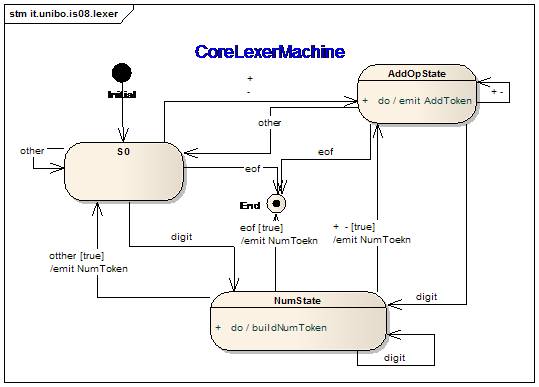 stm it.unibo.is08.lexer
CoreLexerMachine
Initial
+
-
AddOpState
+ do / emit AddToken
+ -
other
other
S0
eof
eof
End
eof [true]
/emit NumToekn
+ - [true]
/emit NumToekn
digit
otther [true]
/emit NumToken
digit
NumState
+ do / buildNumToken
digit